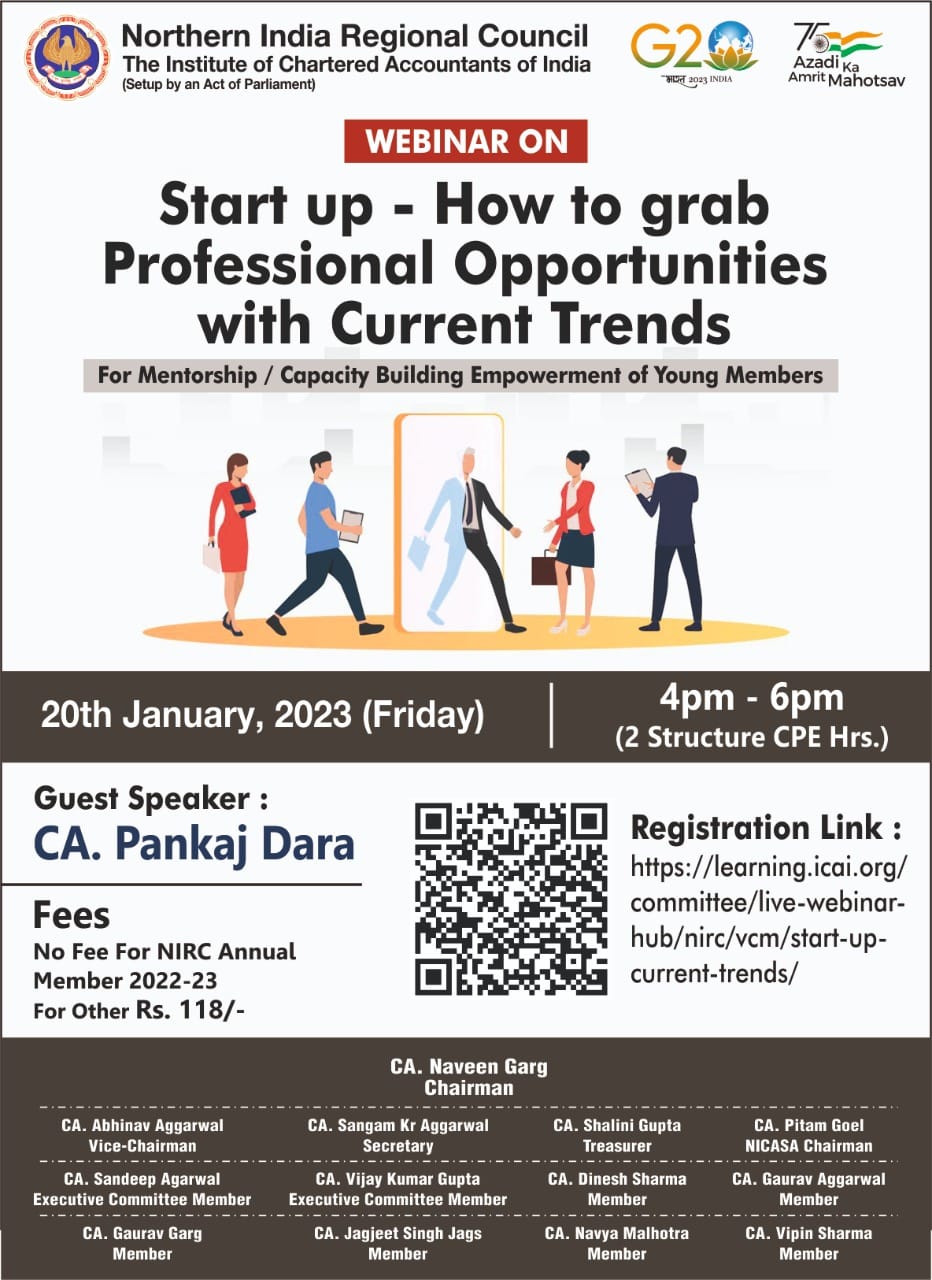 Northern India Regional Council
The Institute of Chartered Accountants of India
(Setup by an Act of Parliament)
G20
भारत 2023 INDIA
75
Azadi Ka
Amrit Mahotsav
WEBINAR ON
Start up - How to grab
Professional Opportunities
with Current Trends
For Mentorship / Capacity Building Empowerment of Young Members
20th January, 2023 (Friday)
4pm - 6pm
(2 Structure CPE Hrs.)
Guest Speaker :
CA. Pankaj Dara
Fees
No Fee For NIRC Annual
Member 2022-23
For Other Rs. 118/-
Registration Link :
https://learning.icai.org/
committee/live-webinar-
hub/nirc/vcm/start-up-
current-trends/
CA. Naveen Garg
Chairman
CA. Abhinav Aggarwal
Vice-Chairman
CA. Sangam Kr Aggarwal
Secretary
CA. Shalini Gupta
Treasurer
CA. Pitam Goel
NICASA Chairman
CA. Sandeep Agarwal
Executive Committee Member
CA. Vijay Kumar Gupta
Executive Committee Member
CA. Dinesh Sharma
Member
CA. Gaurav Aggarwal
Member
CA. Gaurav Garg
Member
CA. Jagjeet Singh Jags
Member
CA. Navya Malhotra
Member
CA. Vipin Sharma
Member